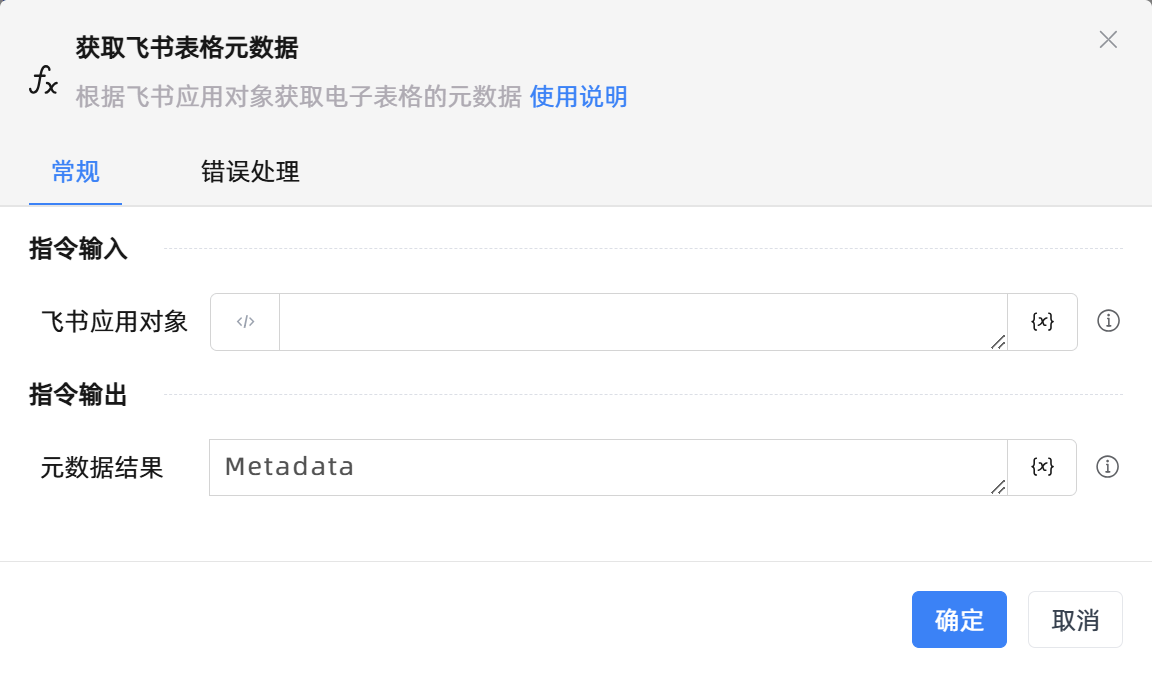 获取飞书表格元数据
fx
根据飞书应用对象获取电子表格的元数据 使用说明
常规 错误处理
指令输入
飞书应用对象 </> {x}
指令输出
元数据结果 Metadata {x}
确定 取消